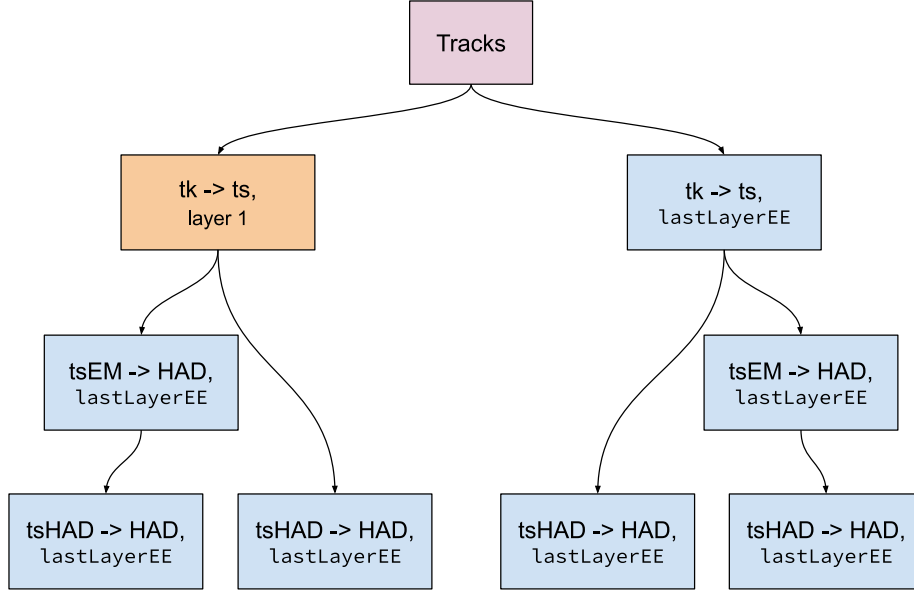 Tracks
tk -> ts,
layer 1
tk -> ts,
lastLayerEE
tsEM -> HAD,
lastLayerEE
tsEM -> HAD,
lastLayerEE
tsHAD -> HAD,
lastLayerEE
tsHAD -> HAD,
lastLayerEE
tsHAD -> HAD,
lastLayerEE
tsHAD -> HAD,
lastLayerEE